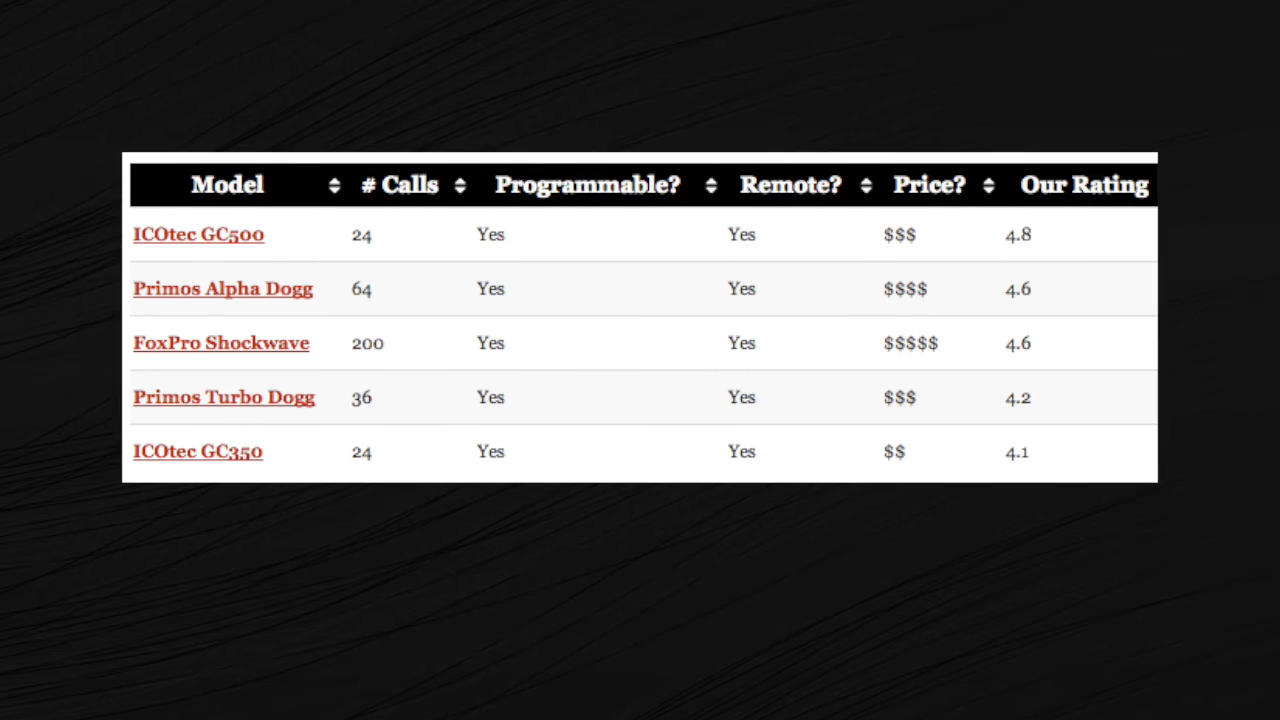 Model # Calls Programmable? Remote? Price? Our Rating
ICOtec GC500 24 Yes Yes $$$ 4.8
Primos Alpha Dogg 64 Yes Yes $$$$ 4.6
FoxPro Shockwave 200 Yes Yes $$$$$ 4.6
Primos Turbo Dogg 36 Yes Yes $$$ 4.2
ICOtec GC350 24 Yes Yes $$ 4.1